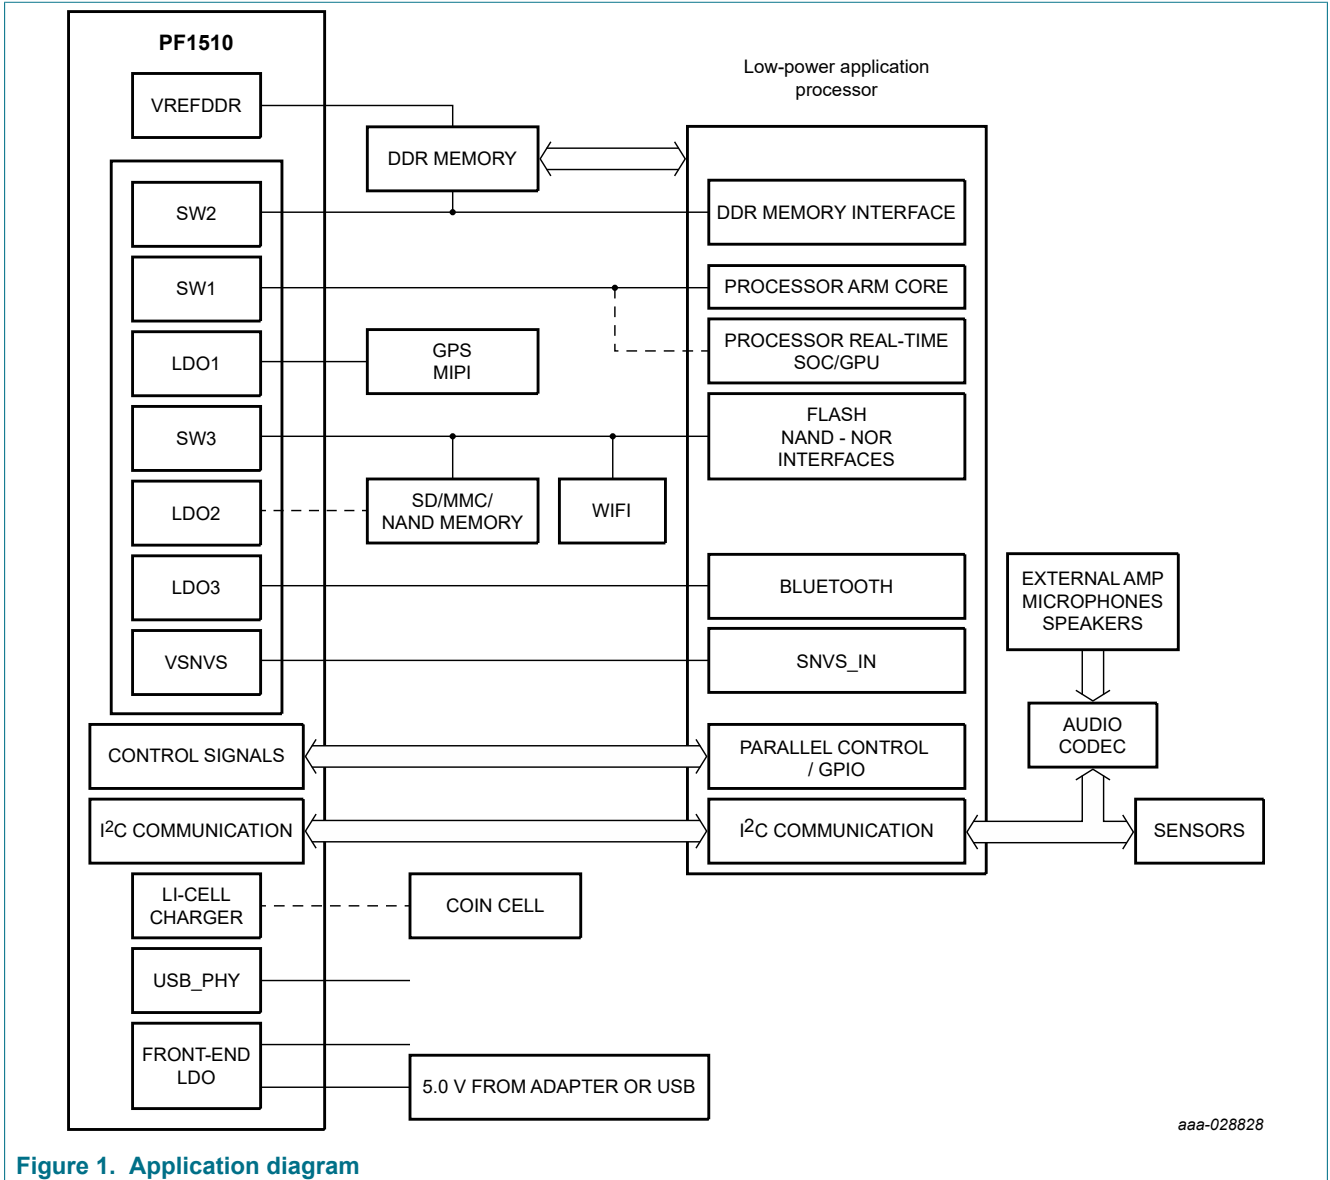 PF1510
Low-power application
processor
VREFDDR
DDR MEMORY
SW2
DDR MEMORY INTERFACE
SW1
PROCESSOR ARM CORE
LDO1
GPS
MIPI
PROCESSOR REAL-TIME
SOC/GPU
SW3
FLASH
NAND - NOR
INTERFACES
LDO2
SD/MMC/
NAND MEMORY
WIFI
LDO3
BLUETOOTH
EXTERNAL AMP
MICROPHONES
SPEAKERS
VSNVS
SNVS_IN
CONTROL SIGNALS
PARALLEL CONTROL
/ GPIO
AUDIO
CODEC
I2C COMMUNICATION
I2C COMMUNICATION
SENSORS
LI-CELL
CHARGER
COIN CELL
USB_PHY
FRONT-END
LDO
5.0 V FROM ADAPTER OR USB
aaa-028828
Figure 1. Application diagram